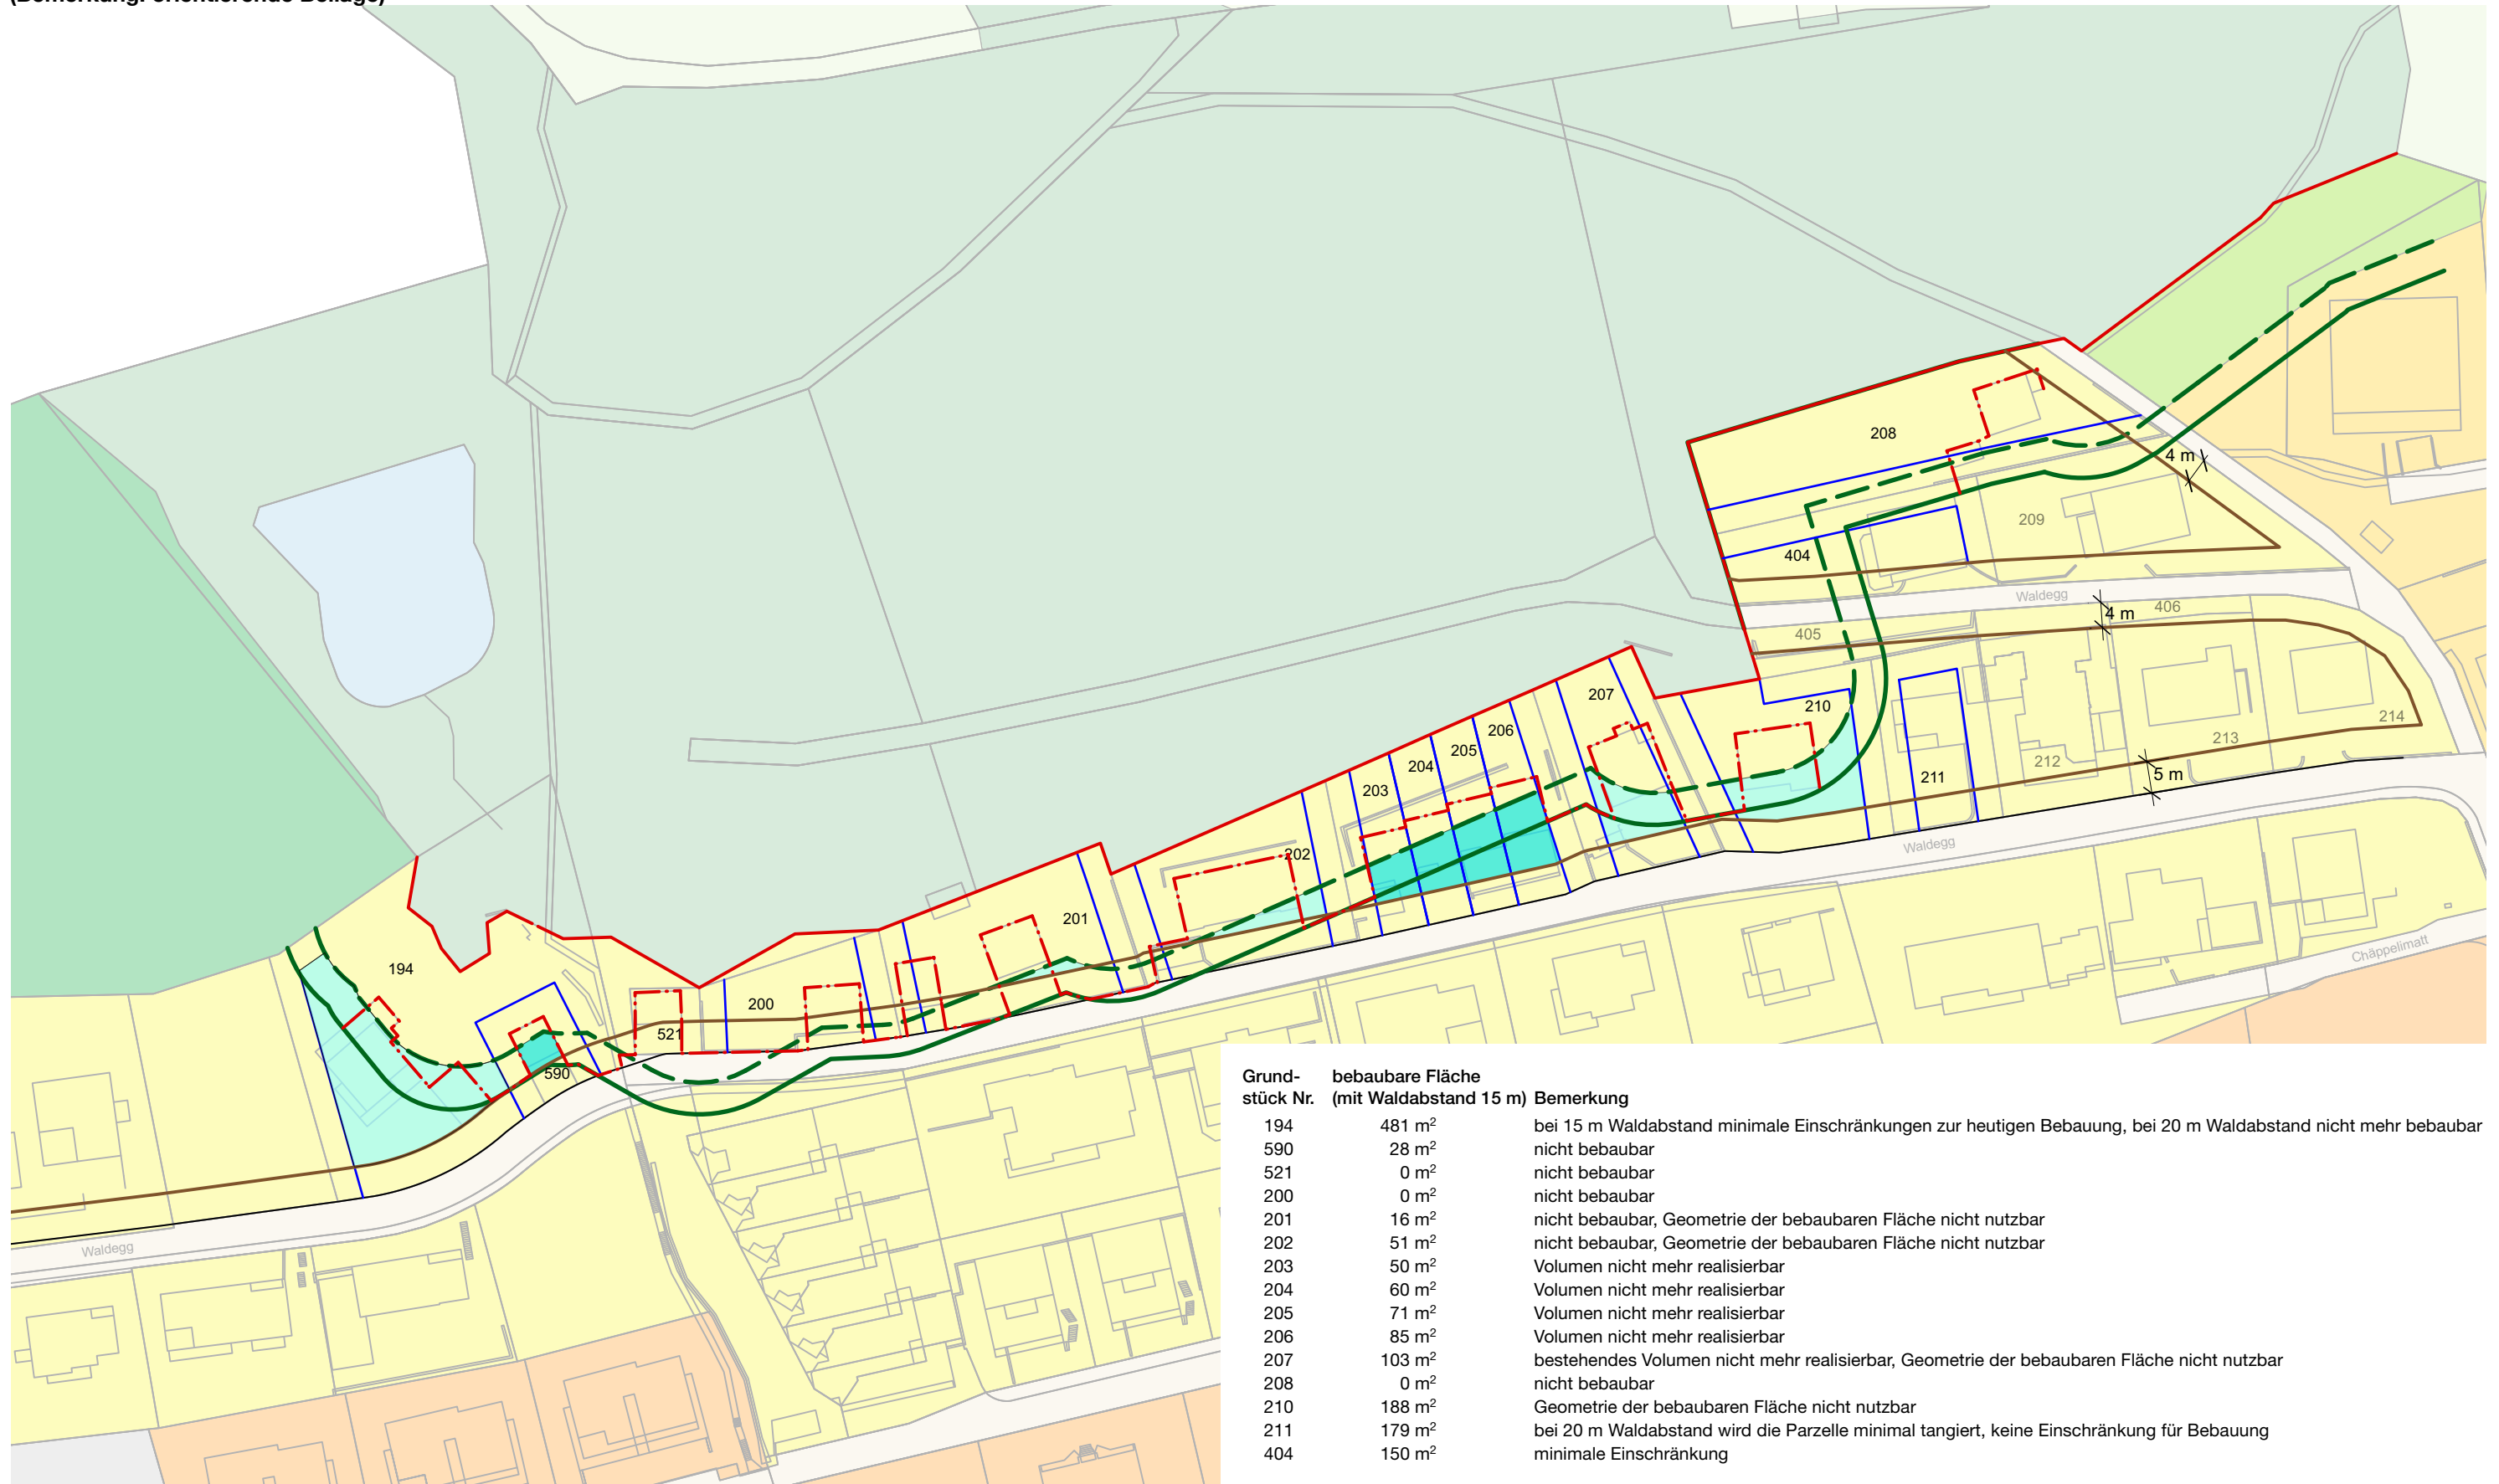 (Bemerkung: orientierende Beilage)
208
4 m
209
404
Waldegg
406
4 m
405
207
210
214
206
213
205
212
204
211
5 m
203
Waldegg
202
201
Chäppelimatt
194
200
521
590
Waldegg
Grund- bebaubare Fläche
stück Nr. (mit Waldabstand 15 m) Bemerkung
194 481 m² bei 15 m Waldabstand minimale Einschränkungen zur heutigen Bebauung, bei 20 m Waldabstand nicht mehr bebaubar
590 28 m² nicht bebaubar
521 0 m² nicht bebaubar
200 0 m² nicht bebaubar
201 16 m² nicht bebaubar, Geometrie der bebaubaren Fläche nicht nutzbar
202 51 m² nicht bebaubar, Geometrie der bebaubaren Fläche nicht nutzbar
203 50 m² Volumen nicht mehr realisierbar
204 60 m² Volumen nicht mehr realisierbar
205 71 m² Volumen nicht mehr realisierbar
206 85 m² Volumen nicht mehr realisierbar
207 103 m² bestehendes Volumen nicht mehr realisierbar, Geometrie der bebaubaren Fläche nicht nutzbar
208 0 m² nicht bebaubar
210 188 m² Geometrie der bebaubaren Fläche nicht nutzbar
211 179 m² bei 20 m Waldabstand wird die Parzelle minimal tangiert, keine Einschränkung für Bebauung
404 150 m² minimale Einschränkung